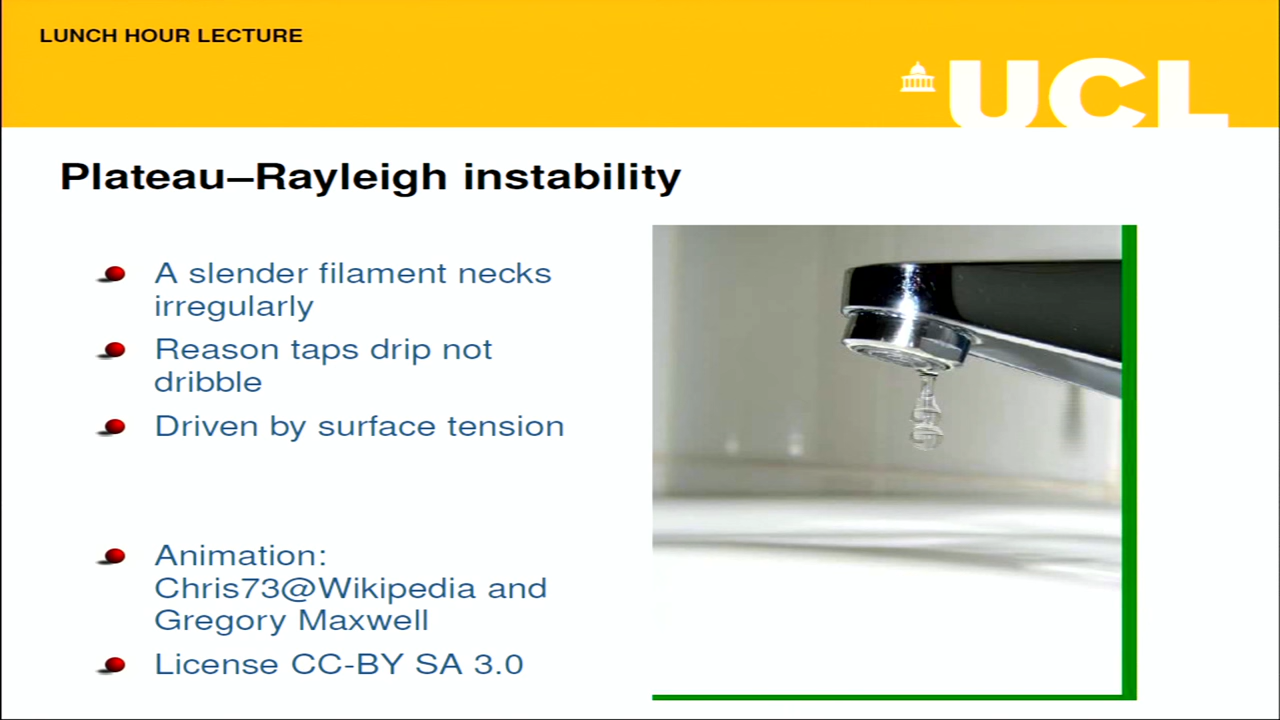 LUNCH HOUR LECTURE
UCL
Plateau–Rayleigh instability
A slender filament necks
irregularly
Reason taps drip not
dribble
Driven by surface tension
Animation:
Chris73@Wikipedia and
Gregory Maxwell
License CC-BY SA 3.0